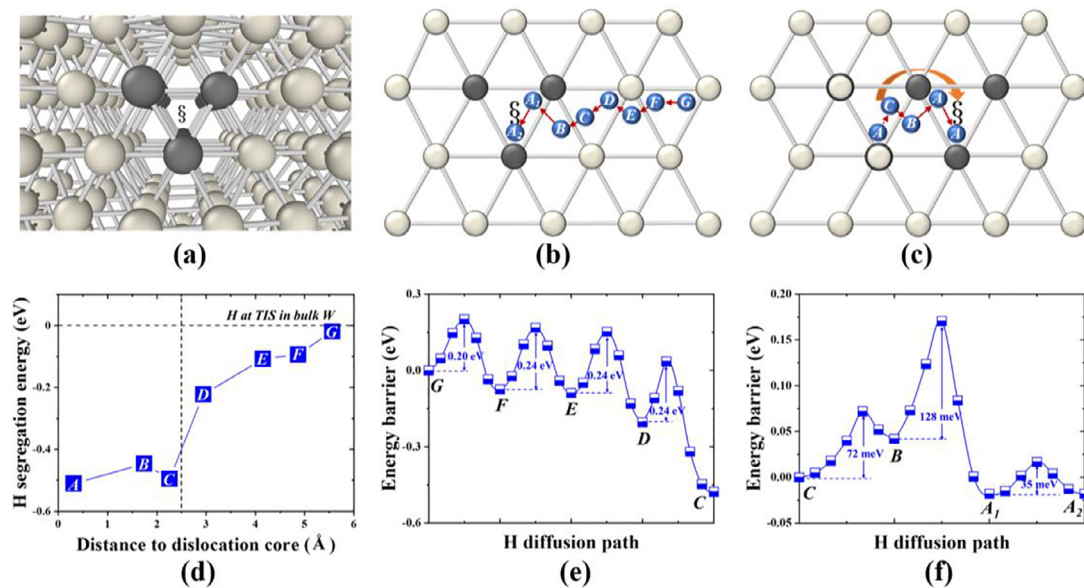 §
(a)
A₁ D F G
§ C E
A₂ B
(b)
C A
A B §
A
(c)
H segregation energy (eV)
0
-0.2
-0.4
-0.6
H at TIS in bulk W
G
F
E
D
C
B
A
0 1 2 3 4 5 6
Distance to dislocation core (Å)
(d)
Energy barrier (eV)
0.3
0.0
-0.3
-0.6
0.20 eV
0.24 eV
0.24 eV
0.24 eV
G
F
E
D
C
H diffusion path
(e)
Energy barrier (eV)
0.20
0.15
0.10
0.05
0.00
-0.05
72 meV
128 meV
35 meV
C
B
A₁
A₂
H diffusion path
(f)